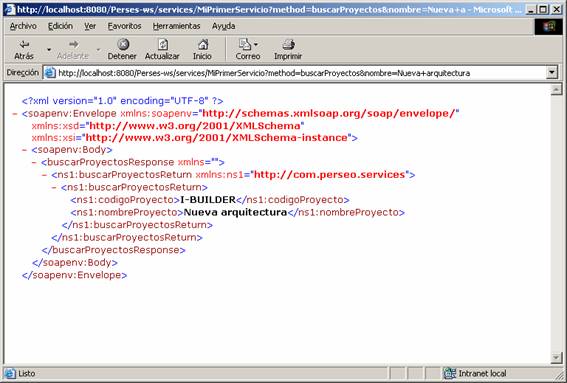 http://localhost:8080/Perses-ws/services/MiPrimerServicio?method=buscarProyectos&nombre=Nueva+a - Microsoft ...
Archivo Edición Ver Favoritos Herramientas Ayuda
Atrás Adelante Detener Actualizar Inicio Correo Imprimir
Dirección http://localhost:8080/Perses-ws/services/MiPrimerServicio?method=buscarProyectos&nombre=Nueva+arquitectura
<?xml version="1.0" encoding="UTF-8" ?>
- <soapenv:Envelope xmlns:soapenv="http://schemas.xmlsoap.org/soap/envelope/"
xmlns:xsd="http://www.w3.org/2001/XMLSchema"
xmlns:xsi="http://www.w3.org/2001/XMLSchema-instance">
- <soapenv:Body>
- <buscarProyectosResponse xmlns="">
- <ns1:buscarProyectosReturn xmlns:ns1="http://com.perseo.services">
- <ns1:buscarProyectosReturn>
<ns1:codigoProyecto>I-BUILDER</ns1:codigoProyecto>
<ns1:nombreProyecto>Nueva arquitectura</ns1:nombreProyecto>
</ns1:buscarProyectosReturn>
</ns1:buscarProyectosReturn>
</buscarProyectosResponse>
</soapenv:Body>
</soapenv:Envelope>
Listo Intranet local